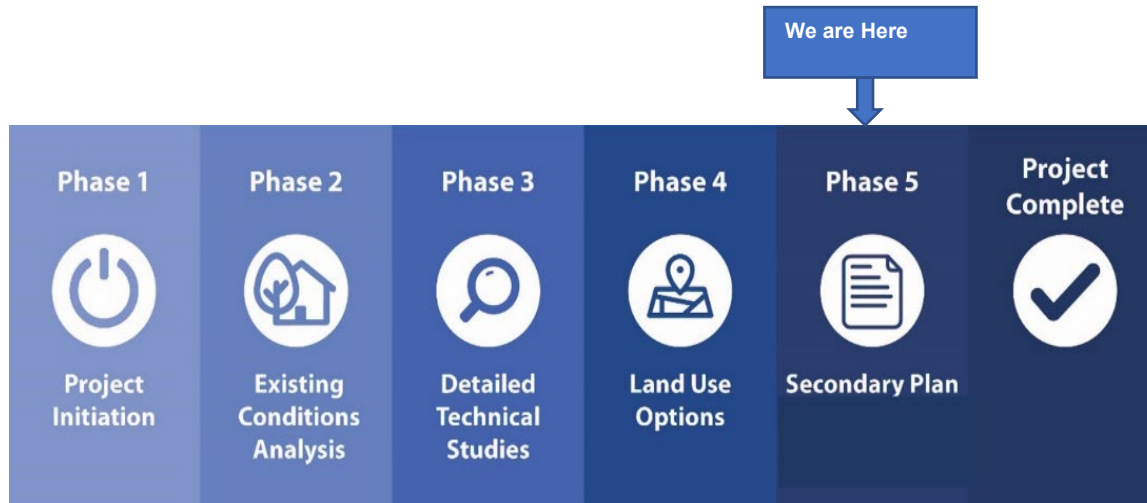 We are Here
Phase 1
Project
Initiation
Phase 2
Existing
Conditions
Analysis
Phase 3
Detailed
Technical
Studies
Phase 4
Land Use
Options
Phase 5
Secondary Plan
Project
Complete